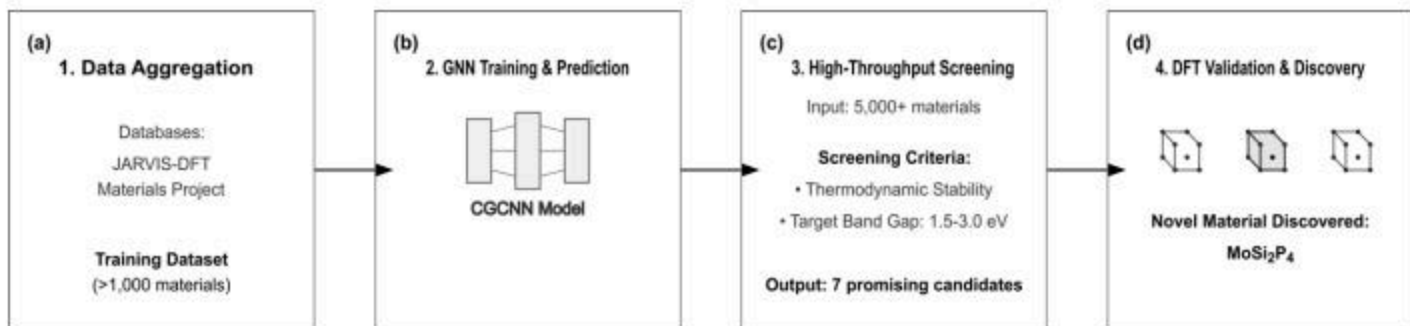 (a)
1. Data Aggregation
Databases:
JARVIS-DFT
Materials Project
Training Dataset
(>1,000 materials)
(b)
2. GNN Training & Prediction
CGCNN Model
(c)
3. High-Throughput Screening
Input: 5,000+ materials
Screening Criteria:
• Thermodynamic Stability
• Target Band Gap: 1.5-3.0 eV
Output: 7 promising candidates
(d)
4. DFT Validation & Discovery
Novel Material Discovered:
MoSi₂P₄